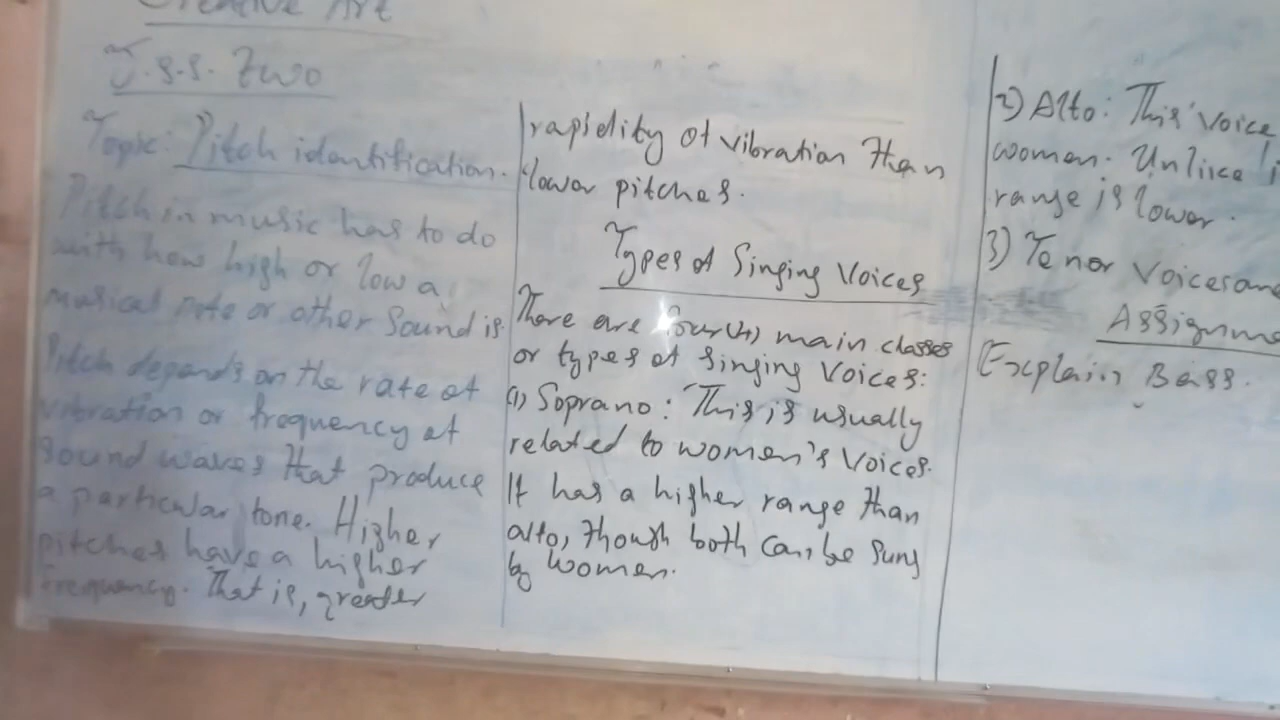 Creative Art
J.S.S. Two
Topic: Pitch identification.
Pitch in music has to do
with how high or low a
musical note or other sound is.
Pitch depends on the rate of
vibration or frequency of
sound waves that produce
a particular tone. Higher
pitches have a higher
frequency. That is, greater
rapidity of vibration than
lower pitches.
Types of Singing Voices
There are four (4) main classes
or types of singing voices:
(1) Soprano: This is usually
related to women's voices.
It has a higher range than
alto, though both can be sung
by women.
2) Alto: This voice
women. Unlike
range is lower.
3) Tenor Voices
Explain Bass.